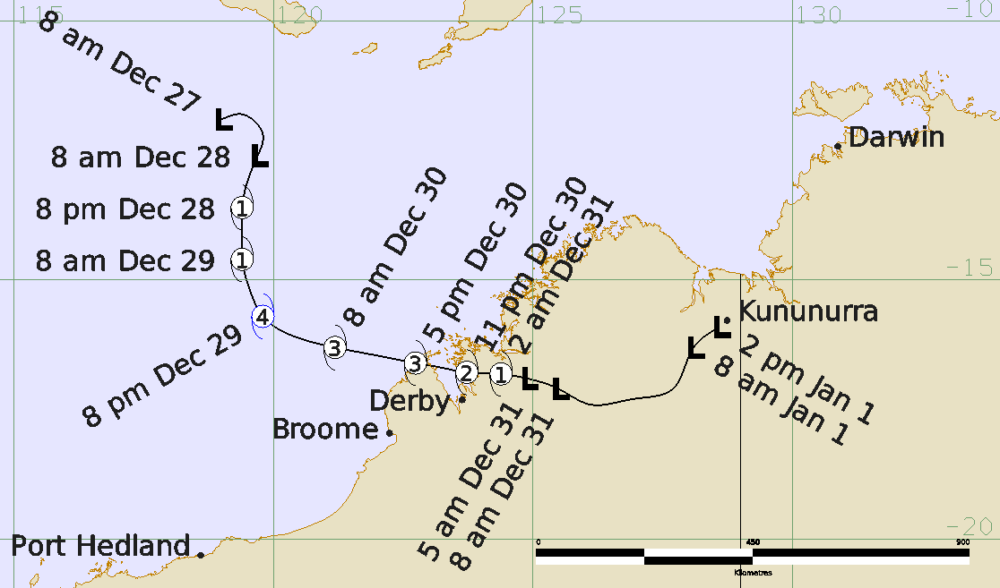 115
120
125
130
-10
8 am Dec 27
Darwin
8 am Dec 28
8 pm Dec 28
1
8 am Dec 29
1
8 am Dec 30
5 pm Dec 30
11 pm Dec 30
2 am Dec 31
-15
4
8 pm Dec 29
3
3
2
1
L
L
L
L
L
L
Kununurra
2 pm Jan 1
8 am Jan 1
Derby
Broome
5 am Dec 31
8 am Dec 31
-20
Port Hedland
0
450
900
Kilometres